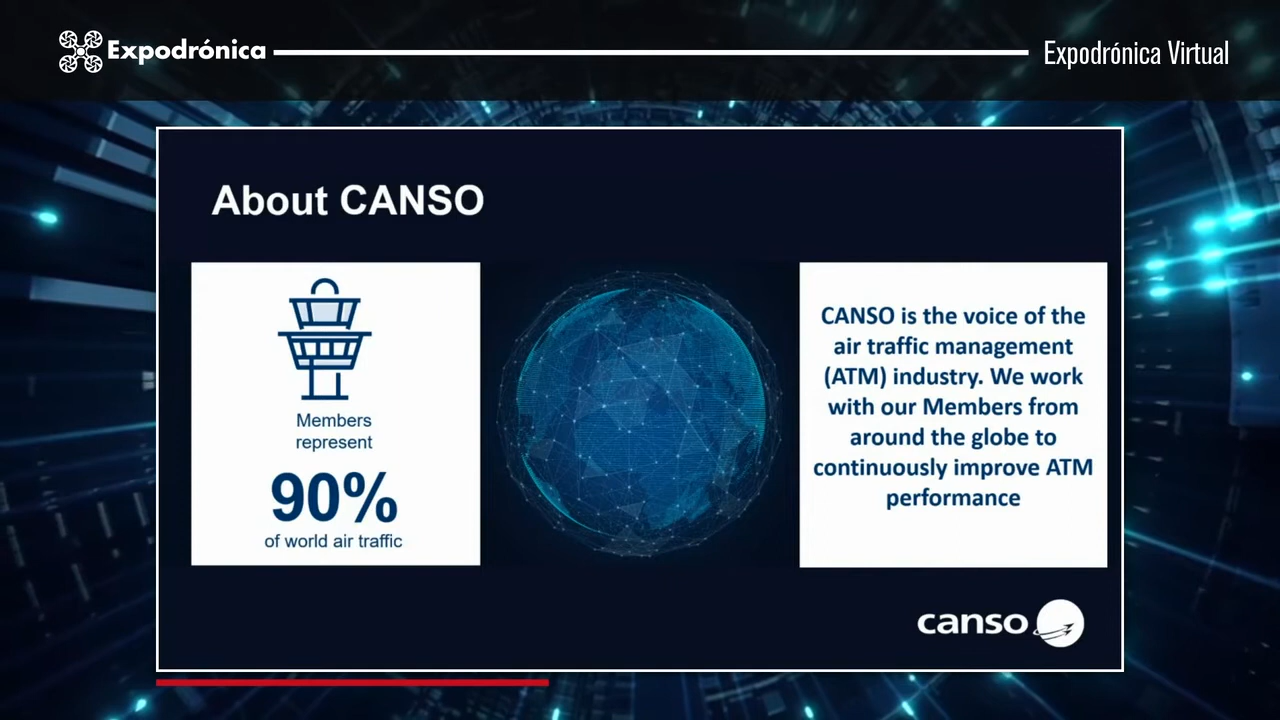 Expodrónica
Expodrónica Virtual
About CANSO
Members
represent
90%
of world air traffic
CANSO is the voice of the
air traffic management
(ATM) industry. We work
with our Members from
around the globe to
continuously improve ATM
performance
canso